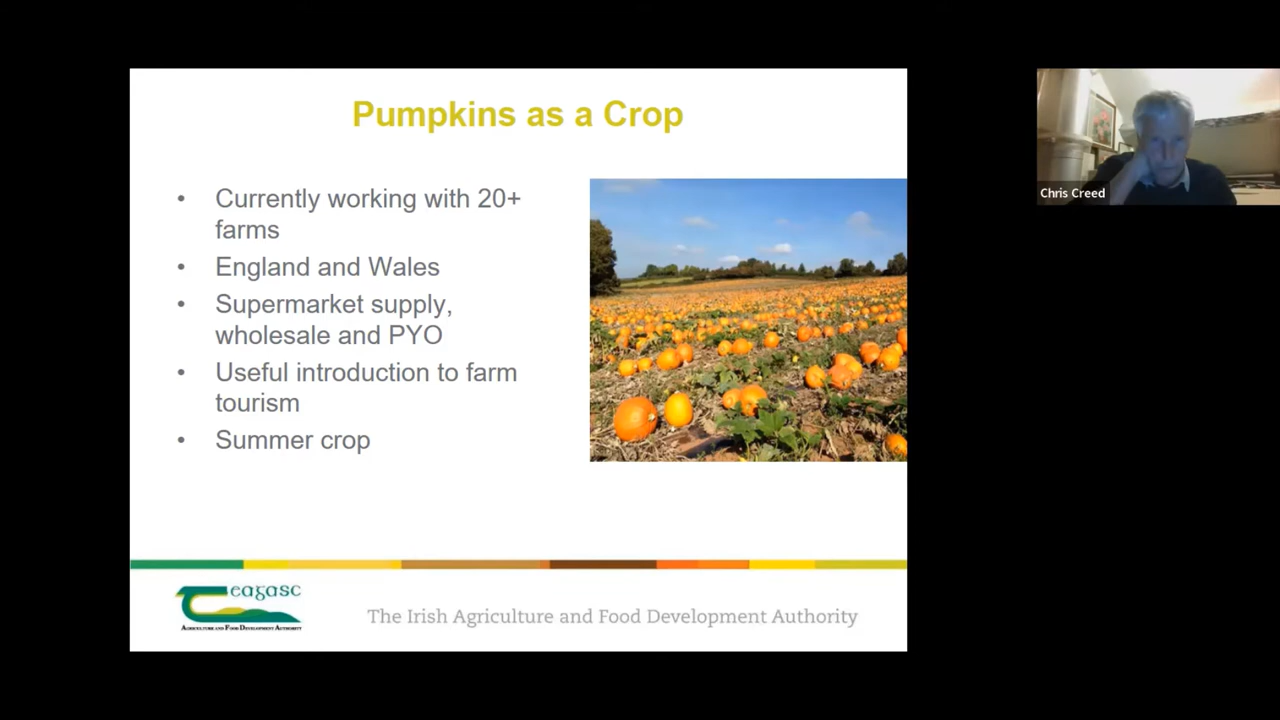 Pumpkins as a Crop
• Currently working with 20+
farms
• England and Wales
• Supermarket supply,
wholesale and PYO
• Useful introduction to farm
tourism
• Summer crop
Chris Creed
Teagasc
AGRICULTURE AND FOOD DEVELOPMENT AUTHORITY
The Irish Agriculture and Food Development Authority